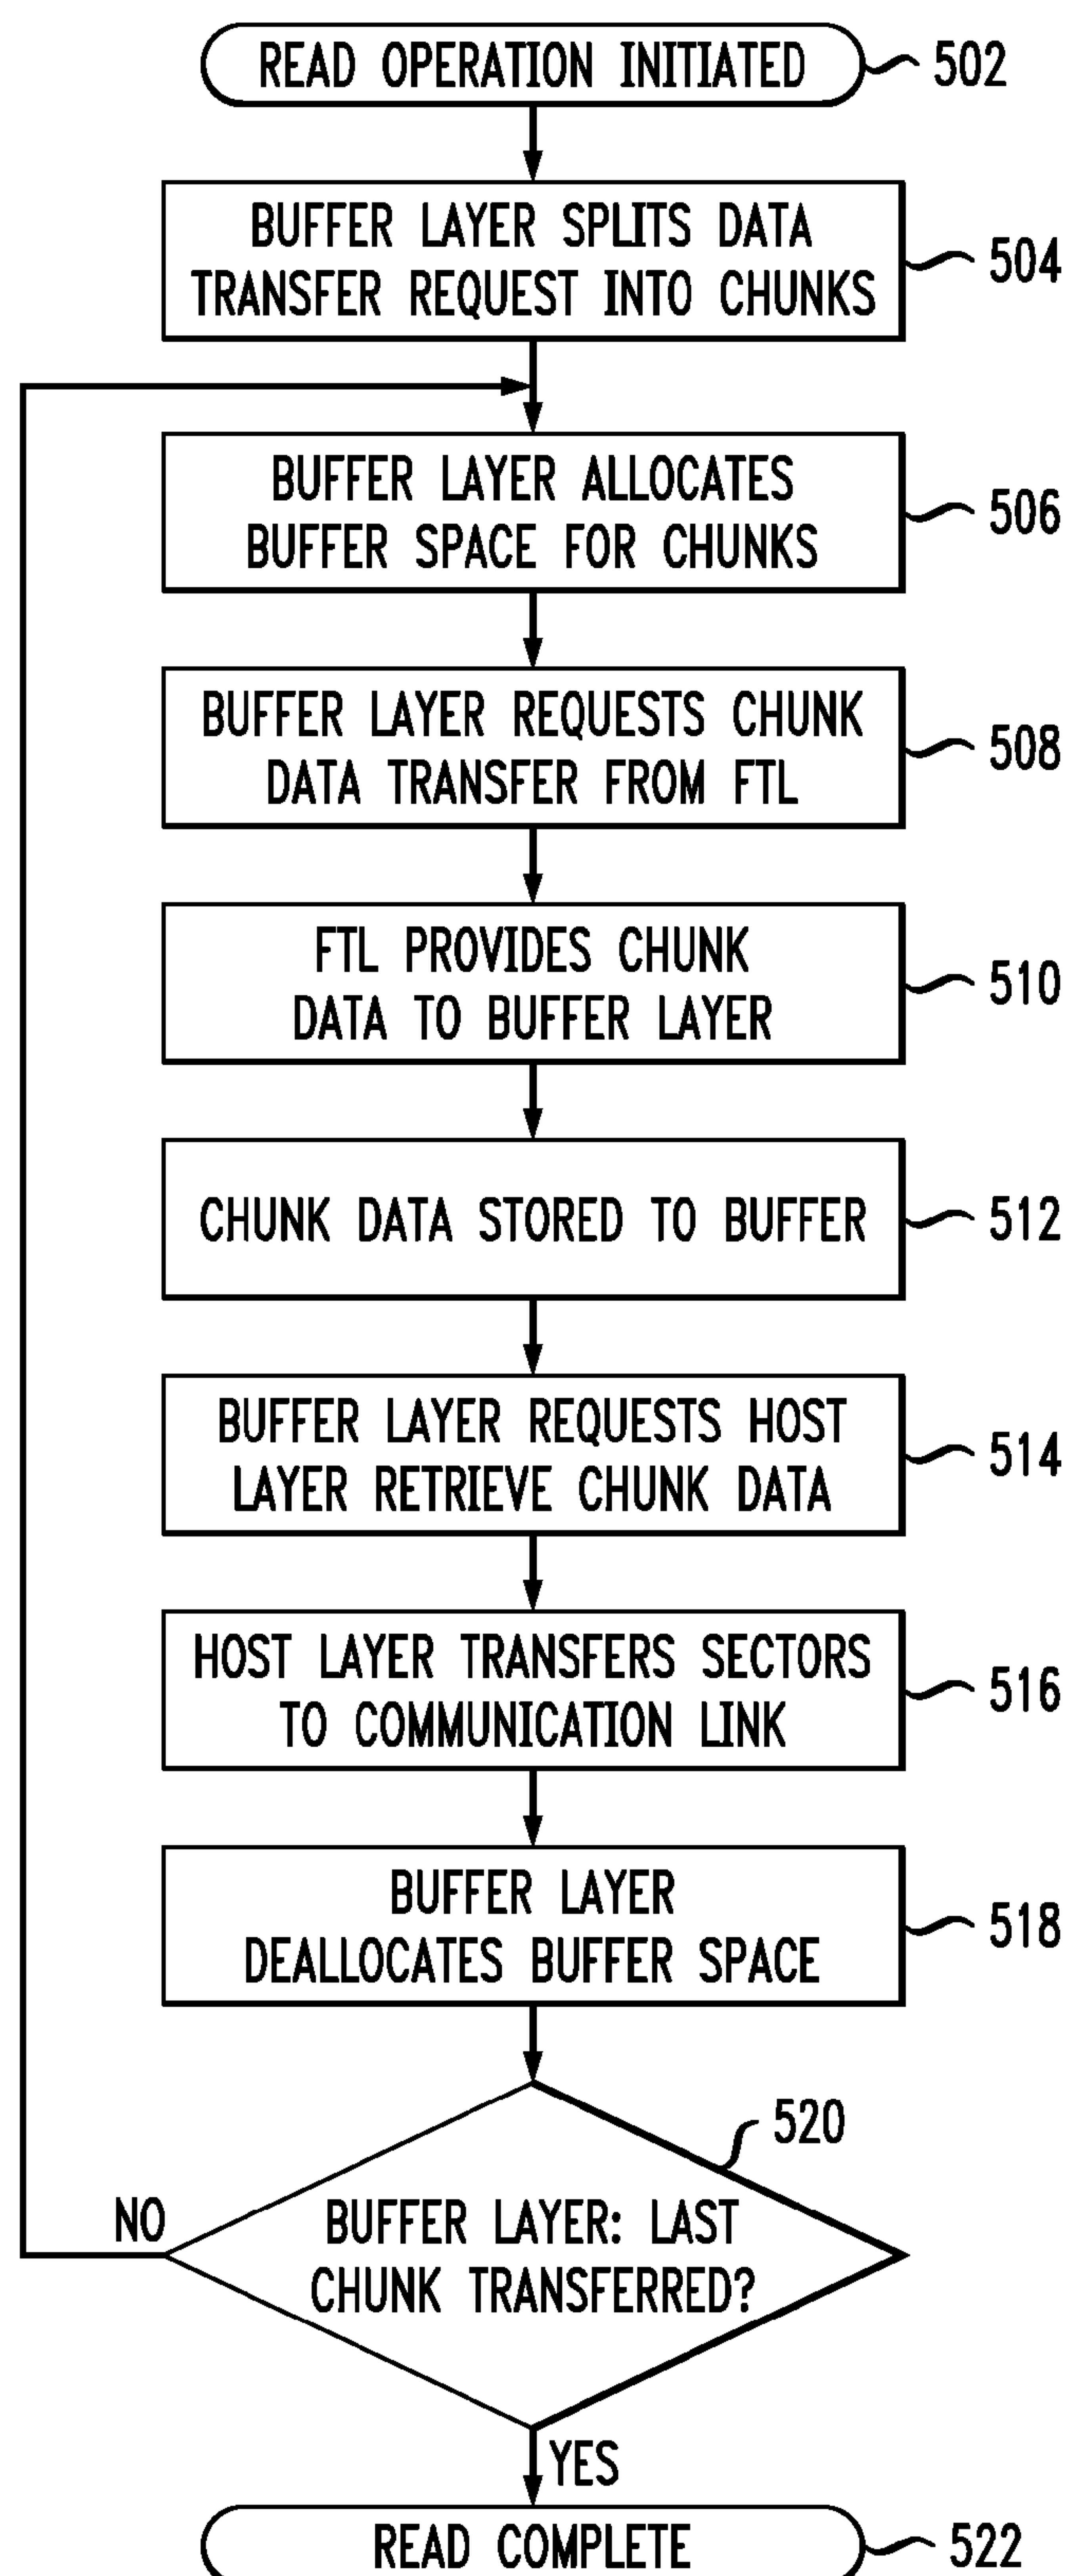 READ OPERATION INITIATED
502
BUFFER LAYER SPLITS DATA
TRANSFER REQUEST INTO CHUNKS
504
BUFFER LAYER ALLOCATES
BUFFER SPACE FOR CHUNKS
506
BUFFER LAYER REQUESTS CHUNK
DATA TRANSFER FROM FTL
508
FTL PROVIDES CHUNK
DATA TO BUFFER LAYER
510
CHUNK DATA STORED TO BUFFER
512
BUFFER LAYER REQUESTS HOST
LAYER RETRIEVE CHUNK DATA
514
HOST LAYER TRANSFERS SECTORS
TO COMMUNICATION LINK
516
BUFFER LAYER
DEALLOCATES BUFFER SPACE
518
520
NO
BUFFER LAYER: LAST
CHUNK TRANSFERRED?
YES
READ COMPLETE
522